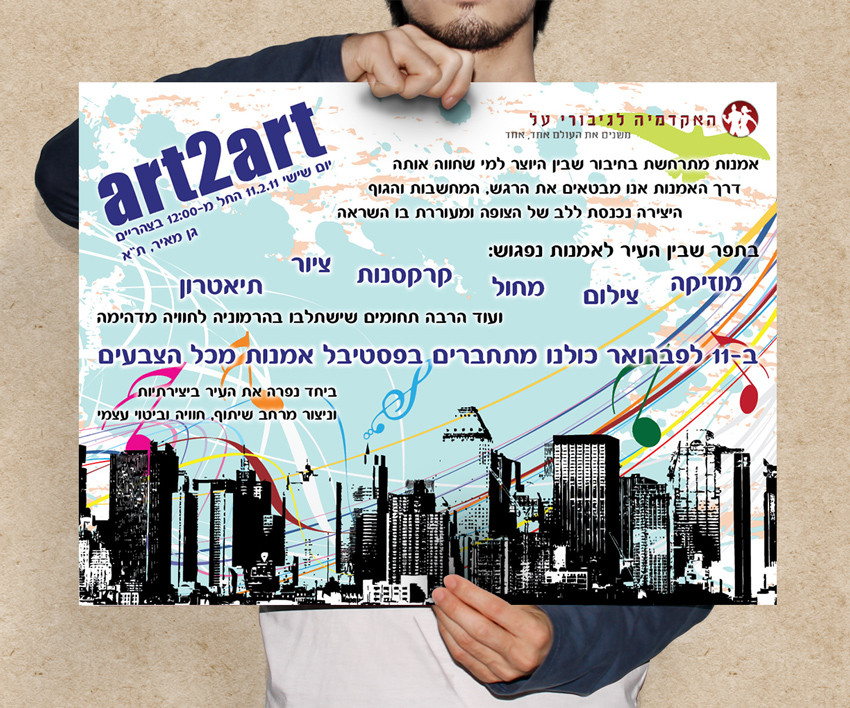 האקדמיה לגיבורי על
משנים את העולם אחד, אחד
art2art
יום שישי 11.2.11 החל מ-12:00 בצהריים
גן מאיר, ת"א
אמנות מתרחשת בחיבור שבין היוצר למי שחווה אותה
דרך האמנות אנו מבטאים את הרגש, המחשבות והגוף
היצירה נכנסת ללב של הצופה ומעוררת בו השראה
בתפר שבין העיר לאמנות נפגוש:
מוזיקה צילום מחול קרקסנות ציור תיאטרון
ועוד הרבה תחומים שישתלבו בהרמוניה לחוויה מדהימה
ב-11 לפברואר כולנו מתחברים בפסטיבל אמנות מכל הצבעים
ביחד נפרה את העיר ביצירתיות
וניצור מרחב שיתוף, חוויה וביטוי עצמי